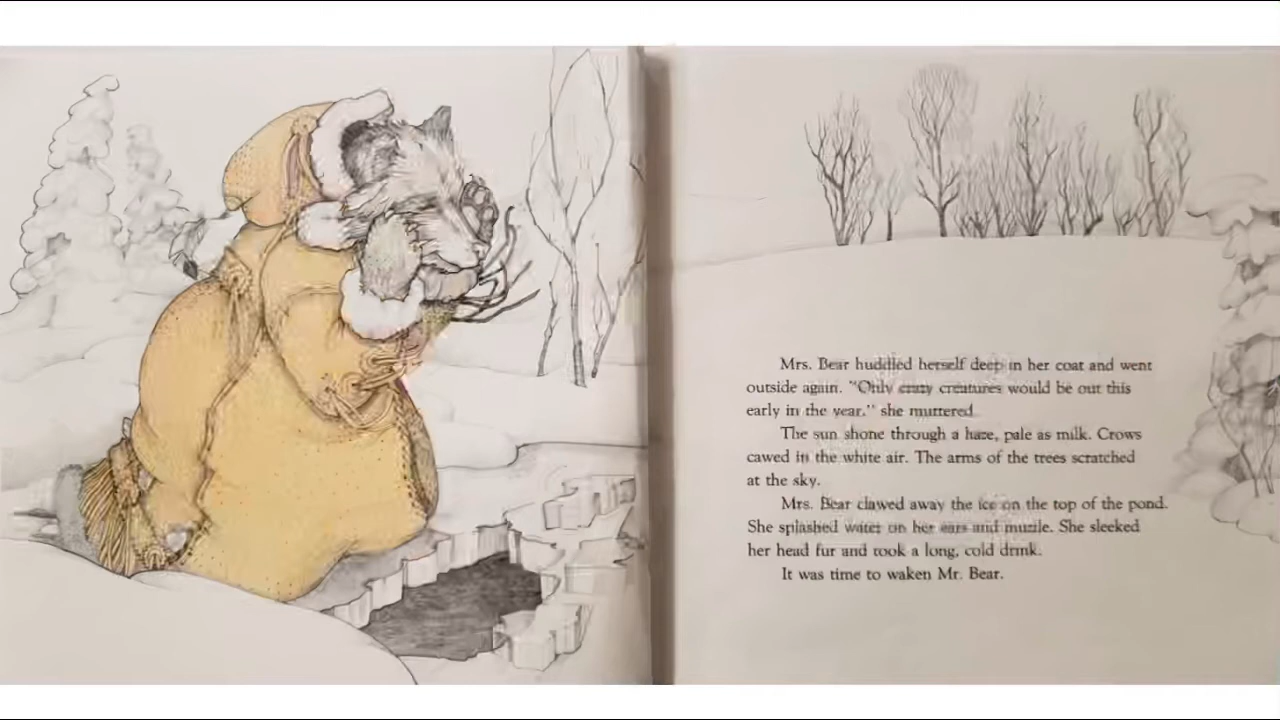 Mrs. Bear huddled herself deep in her coat and went
outside again. "Only crazy creatures would be out this
early in the year." she muttered
The sun shone through a haze, pale as milk. Crows
cawed in the white air. The arms of the trees scratched
at the sky.
Mrs. Bear clawed away the ice on the top of the pond.
She splashed water on her ears and muzzle. She sleeked
her head fur and took a long, cold drink.
It was time to waken Mr. Bear.